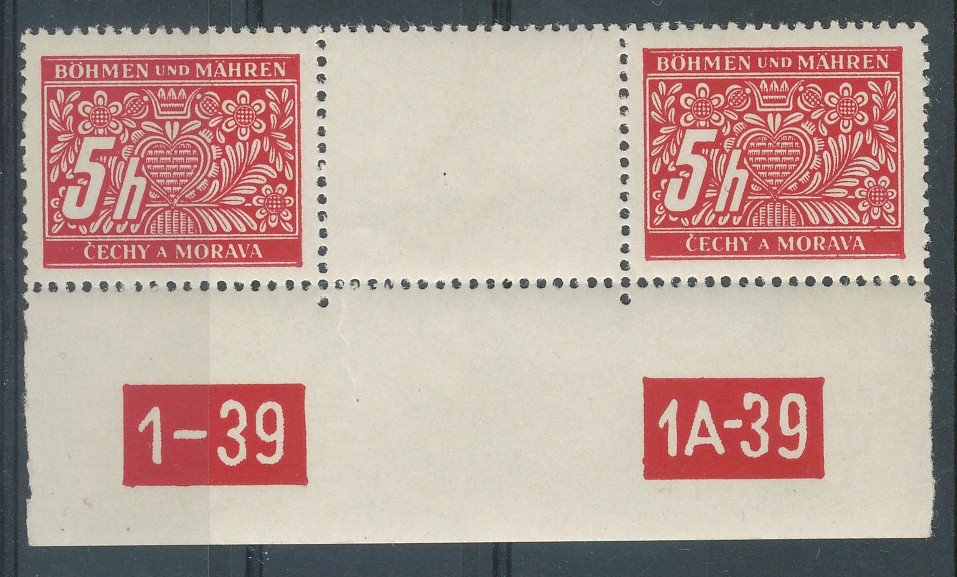 BÖHMEN UND MÄHREN
5h
ČECHY A MORAVA
BÖHMEN UND MÄHREN
5h
ČECHY A MORAVA
1-39
1A-39